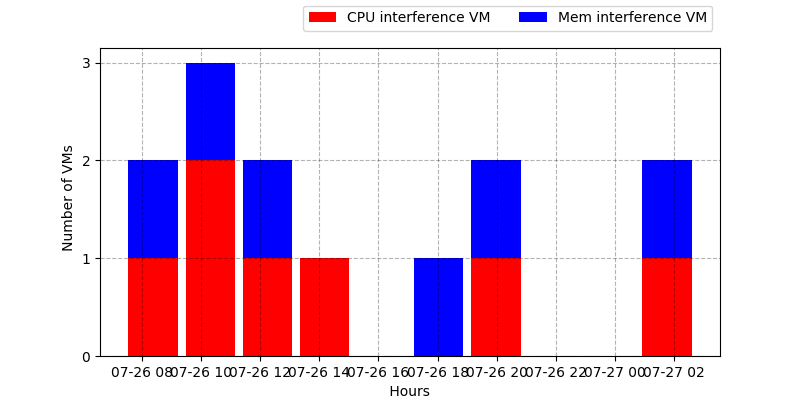 CPU interference VM Mem interference VM
3
2
1
0
Number of VMs
07-26 08 07-26 10 07-26 12 07-26 14 07-26 16 07-26 18 07-26 20 07-26 22 07-27 00 07-27 02
Hours